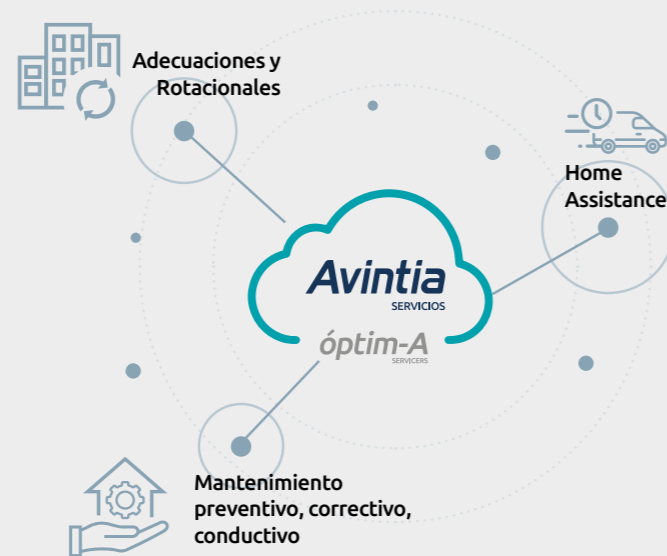 Adecuaciones y
Rotacionales
Home
Assistance
Avintia
SERVICIOS
óptim-A
SERVICERS
Mantenimiento
preventivo, correctivo,
conductivo